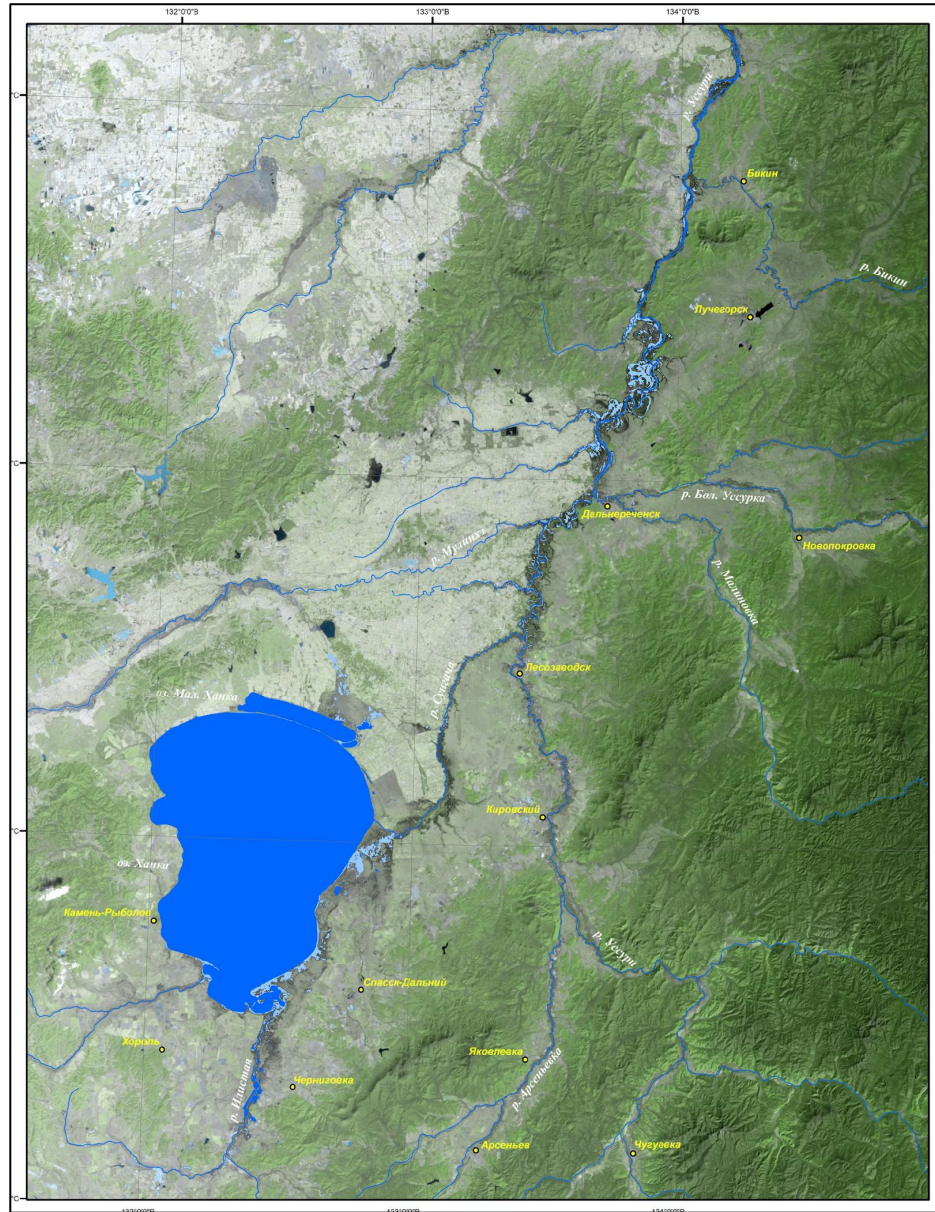 132°0'0"В
133°0'0"В
134°0'0"В
°С
р. Уссури
Бикин
р. Бикин
Лучегорск
°С
р. Бол. Уссурка
Дальнереченск
Новопокровка
р. Мулинхэ
р. Малиновка
р. Сунгача
Лесозаводск
оз. Мал. Ханка
Кировский
°С
оз. Ханка
Камень-Рыболов
р. Уссури
Спасск-Дальний
Хороль
Яковлевка
р. Илистая
Черниговка
р. Арсеньевка
Арсеньев
Чугуевка
°С